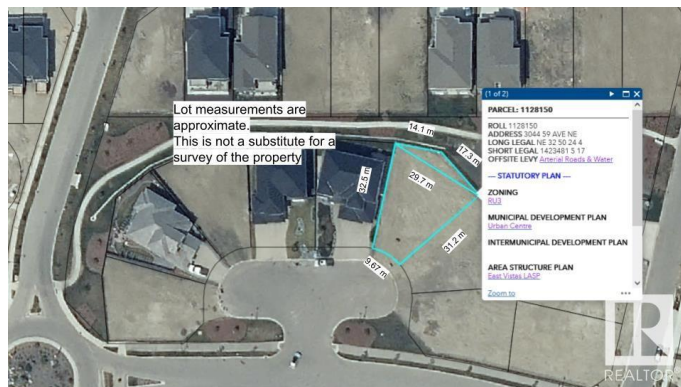 Lot measurements are
approximate.
This is not a substitute for a
survey of the property
14.1 m
17.3 m
32.5 m
29.7 m
31.2 m
9.67 m
(1 of 2)
PARCEL: 1128150
ROLL 1128150
ADDRESS 3044 59 AVE NE
LONG LEGAL NE 32 50 24 4
SHORT LEGAL 1423481 5 17
OFFSITE LEVY Arterial Roads & Water
--- STATUTORY PLAN ---
ZONING
RU3
MUNICIPAL DEVELOPMENT PLAN
Urban Centre
INTERMUNICIPAL DEVELOPMENT PLAN
AREA STRUCTURE PLAN
East Vistas LASP
Zoom to
•••
R
REALTOR